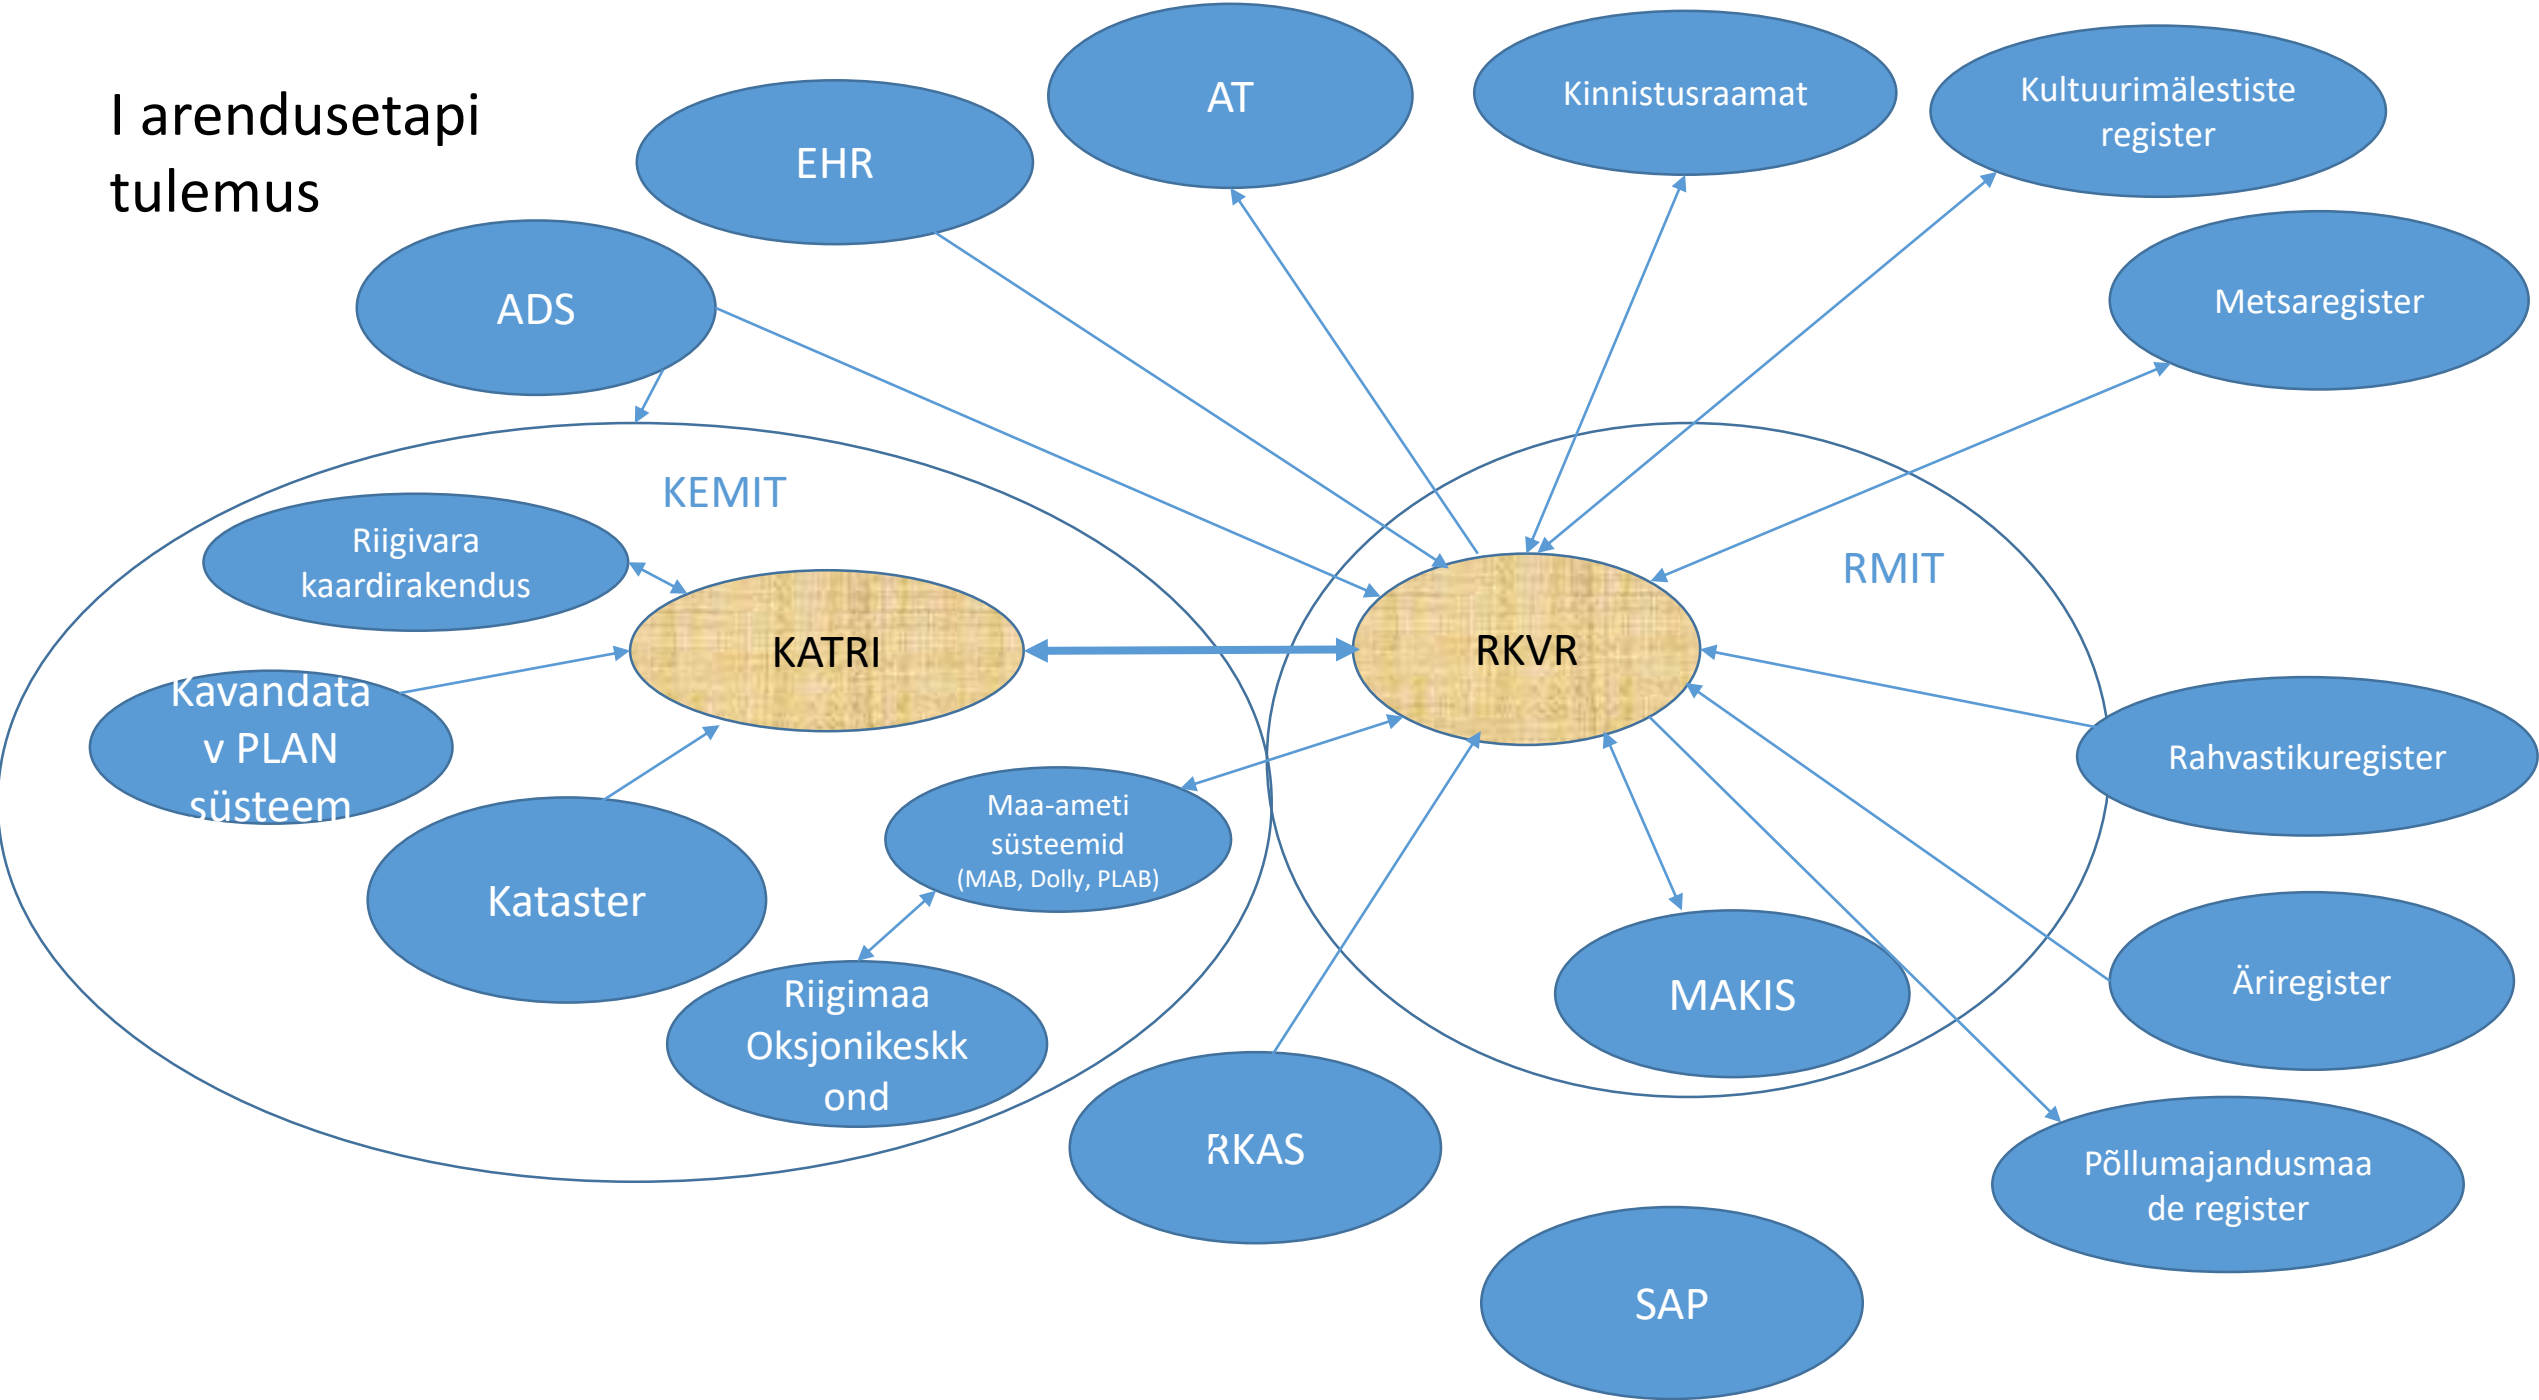 I arendusetapi
tulemus
AT
Kinnistusraamat
Kultuurimälestiste
register
EHR
ADS
Metsaregister
KEMIT
Riigivara
kaardirakendus
RMIT
KATRI
RKVR
Kavandata
v PLAN
süsteem
Rahvastikuregister
Maa-ameti
süsteemid
(MAB, Dolly, PLAB)
Kataster
Riigimaa
Oksjonikeskk
ond
MAKIS
Äriregister
RKAS
Põllumajandusmaa
de register
SAP